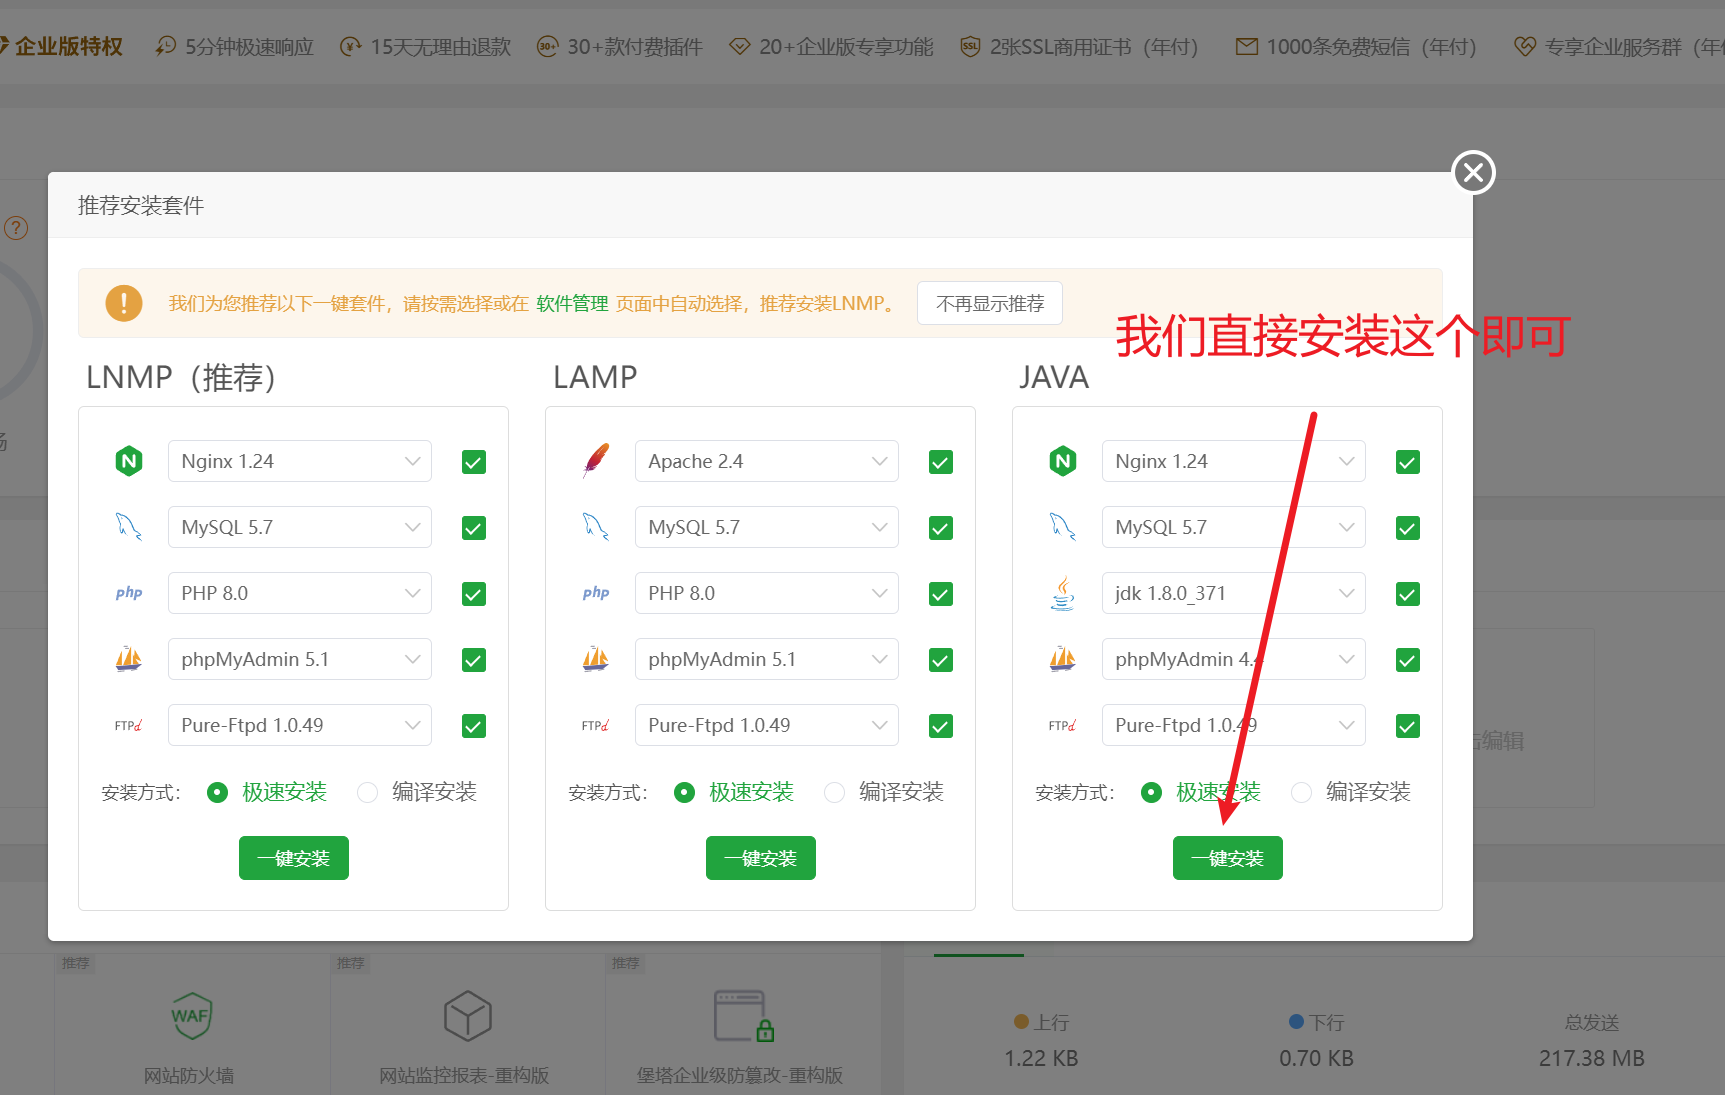 企业版特权 5分钟极速响应 15天无理由退款 30+款付费插件 20+企业版专享功能 2张SSL商用证书（年付） 1000条免费短信（年付） 专享企业服务群（年
推荐安装套件
我们为您推荐以下一键套件，请按需选择或在 软件管理 页面中自动选择，推荐安装LNMP。 不再显示推荐
我们直接安装这个即可
LNMP（推荐）
Nginx 1.24
MySQL 5.7
php PHP 8.0
phpMyAdmin 5.1
FTPd Pure-Ftpd 1.0.49
安装方式： 极速安装 编译安装
一键安装
LAMP
Apache 2.4
MySQL 5.7
php PHP 8.0
phpMyAdmin 5.1
FTPd Pure-Ftpd 1.0.49
安装方式： 极速安装 编译安装
一键安装
JAVA
Nginx 1.24
MySQL 5.7
jdk 1.8.0_371
phpMyAdmin 4.4
FTPd Pure-Ftpd 1.0.49
安装方式： 极速安装 编译安装
一键安装
击编辑
推荐 推荐 推荐
WAF
网站防火墙 网站监控报表-重构版 堡塔企业级防篡改-重构版
上行 下行 总发送
1.22 KB 0.70 KB 217.38 MB